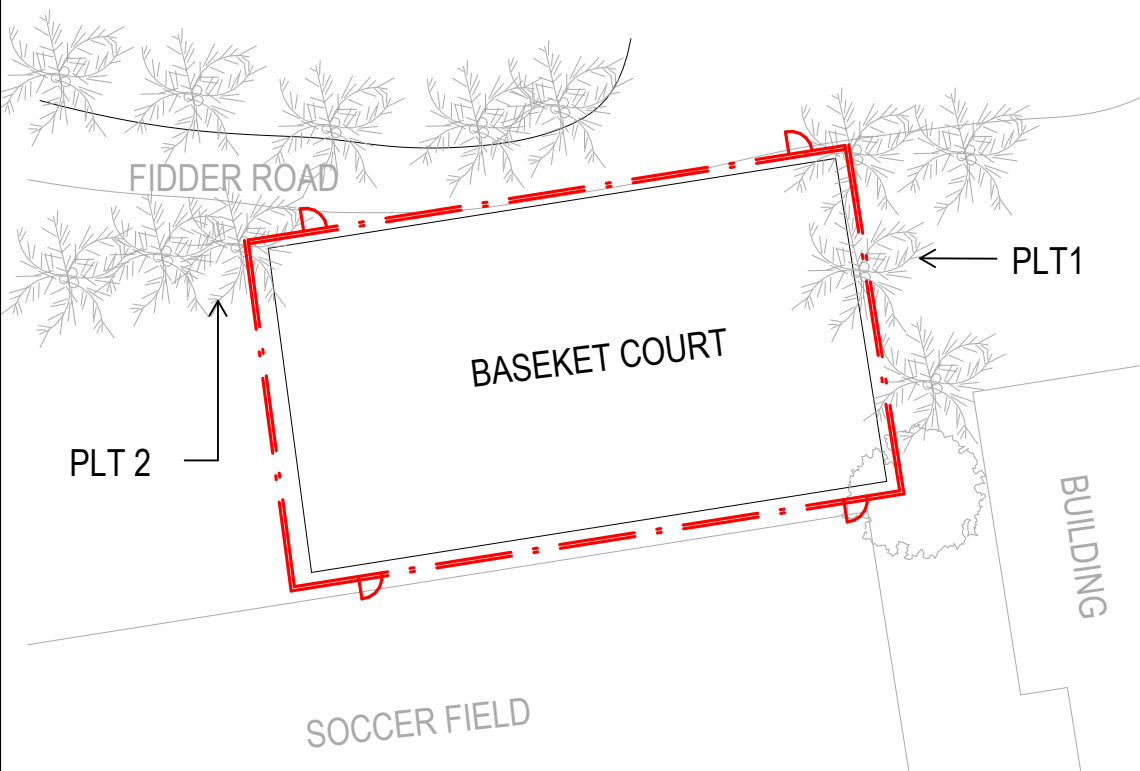 FIDDER ROAD
PLT1
BASEKET COURT
PLT 2
BUILDING
SOCCER FIELD